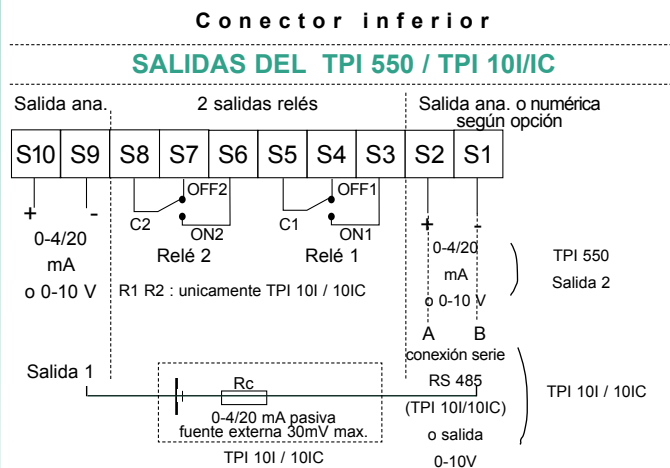 Conector inferior
SALIDAS DEL TPI 550 / TPI 10I/IC
Salida ana.
2 salidas relés
Salida ana. o numérica
según opción
S10 S9 S8 S7 S6 S5 S4 S3 S2 S1
OFF2
OFF1
+ -
C2
ON2
C1
ON1
+ -
Relé 2
Relé 1
0-4/20
mA
o 0-10 V
R1 R2 : unicamente TPI 10I / 10IC
0-4/20
mA
o 0-10 V
TPI 550
Salida 2
A B
conexión serie
RS 485
(TPI 10I/10IC)
o salida
0-10V
TPI 10I / 10IC
Salida 1
Rc
0-4/20 mA pasiva
fuente externa 30mV max.
TPI 10I / 10IC